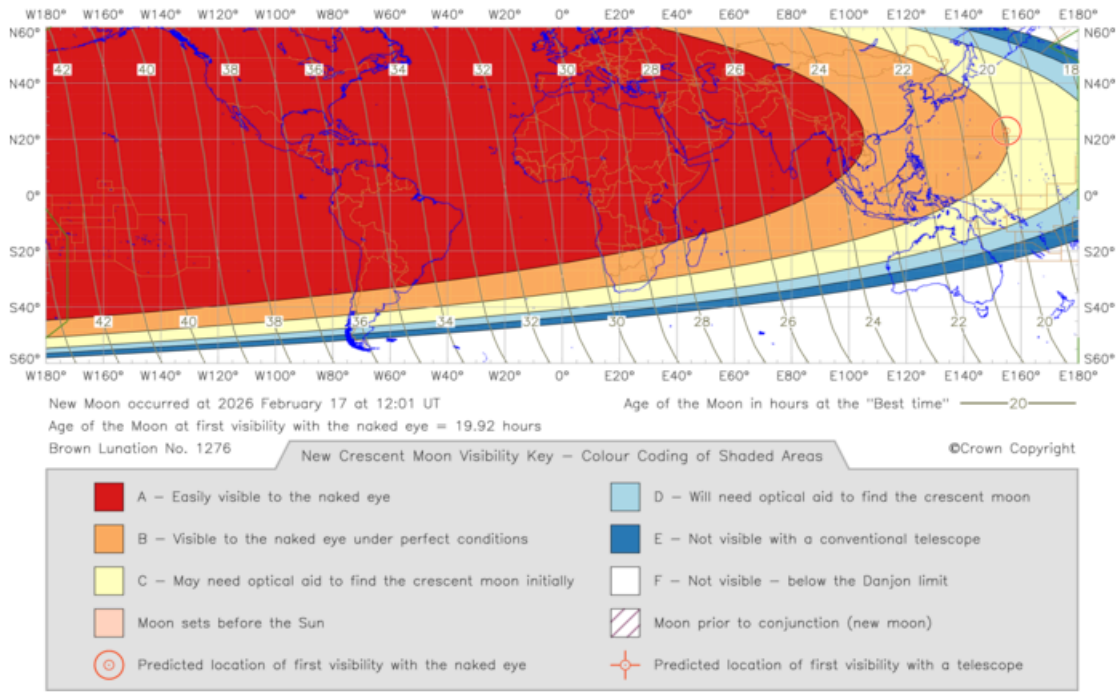 W180° W160° W140° W120° W100° W80° W60° W40° W20° 0° E20° E40° E60° E80° E100° E120° E140° E160° E180°
N60° N60°
42 40 38 36 34 32 30 28 26 24 22 20 18
N40° N40°
N20° N20°
0° 0°
S20° S20°
S40° S40°
42 40 38 36 34 32 30 28 26 24 22 20
S60° S60°
W180° W160° W140° W120° W100° W80° W60° W40° W20° 0° E20° E40° E60° E80° E100° E120° E140° E160° E180°
New Moon occurred at 2026 February 17 at 12:01 UT
Age of the Moon in hours at the "Best time" 20
Age of the Moon at first visibility with the naked eye = 19.92 hours
Brown Lunation No. 1276
©Crown Copyright
New Crescent Moon Visibility Key – Colour Coding of Shaded Areas
A – Easily visible to the naked eye
B – Visible to the naked eye under perfect conditions
C – May need optical aid to find the crescent moon initially
Moon sets before the Sun
Predicted location of first visibility with the naked eye
D – Will need optical aid to find the crescent moon
E – Not visible with a conventional telescope
F – Not visible – below the Danjon limit
Moon prior to conjunction (new moon)
Predicted location of first visibility with a telescope